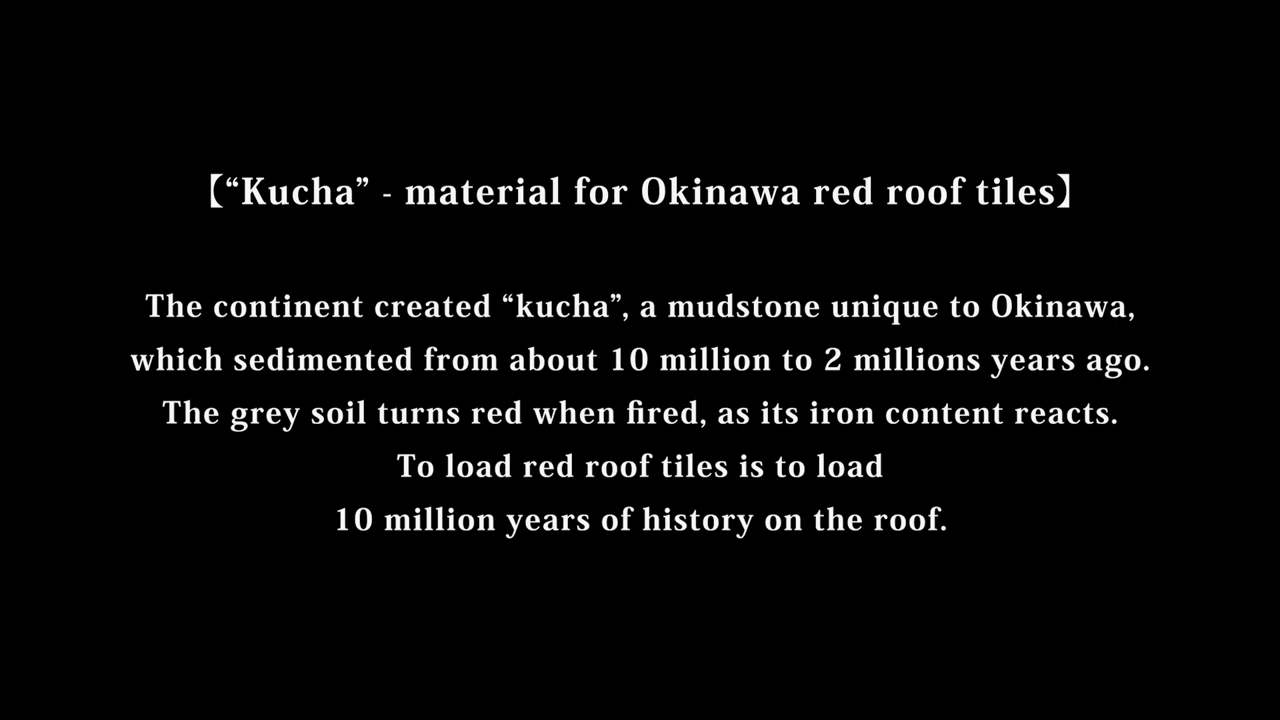 【“Kucha” - material for Okinawa red roof tiles】
The continent created “kucha”, a mudstone unique to Okinawa,
which sedimented from about 10 million to 2 millions years ago.
The grey soil turns red when fired, as its iron content reacts.
To load red roof tiles is to load
10 million years of history on the roof.